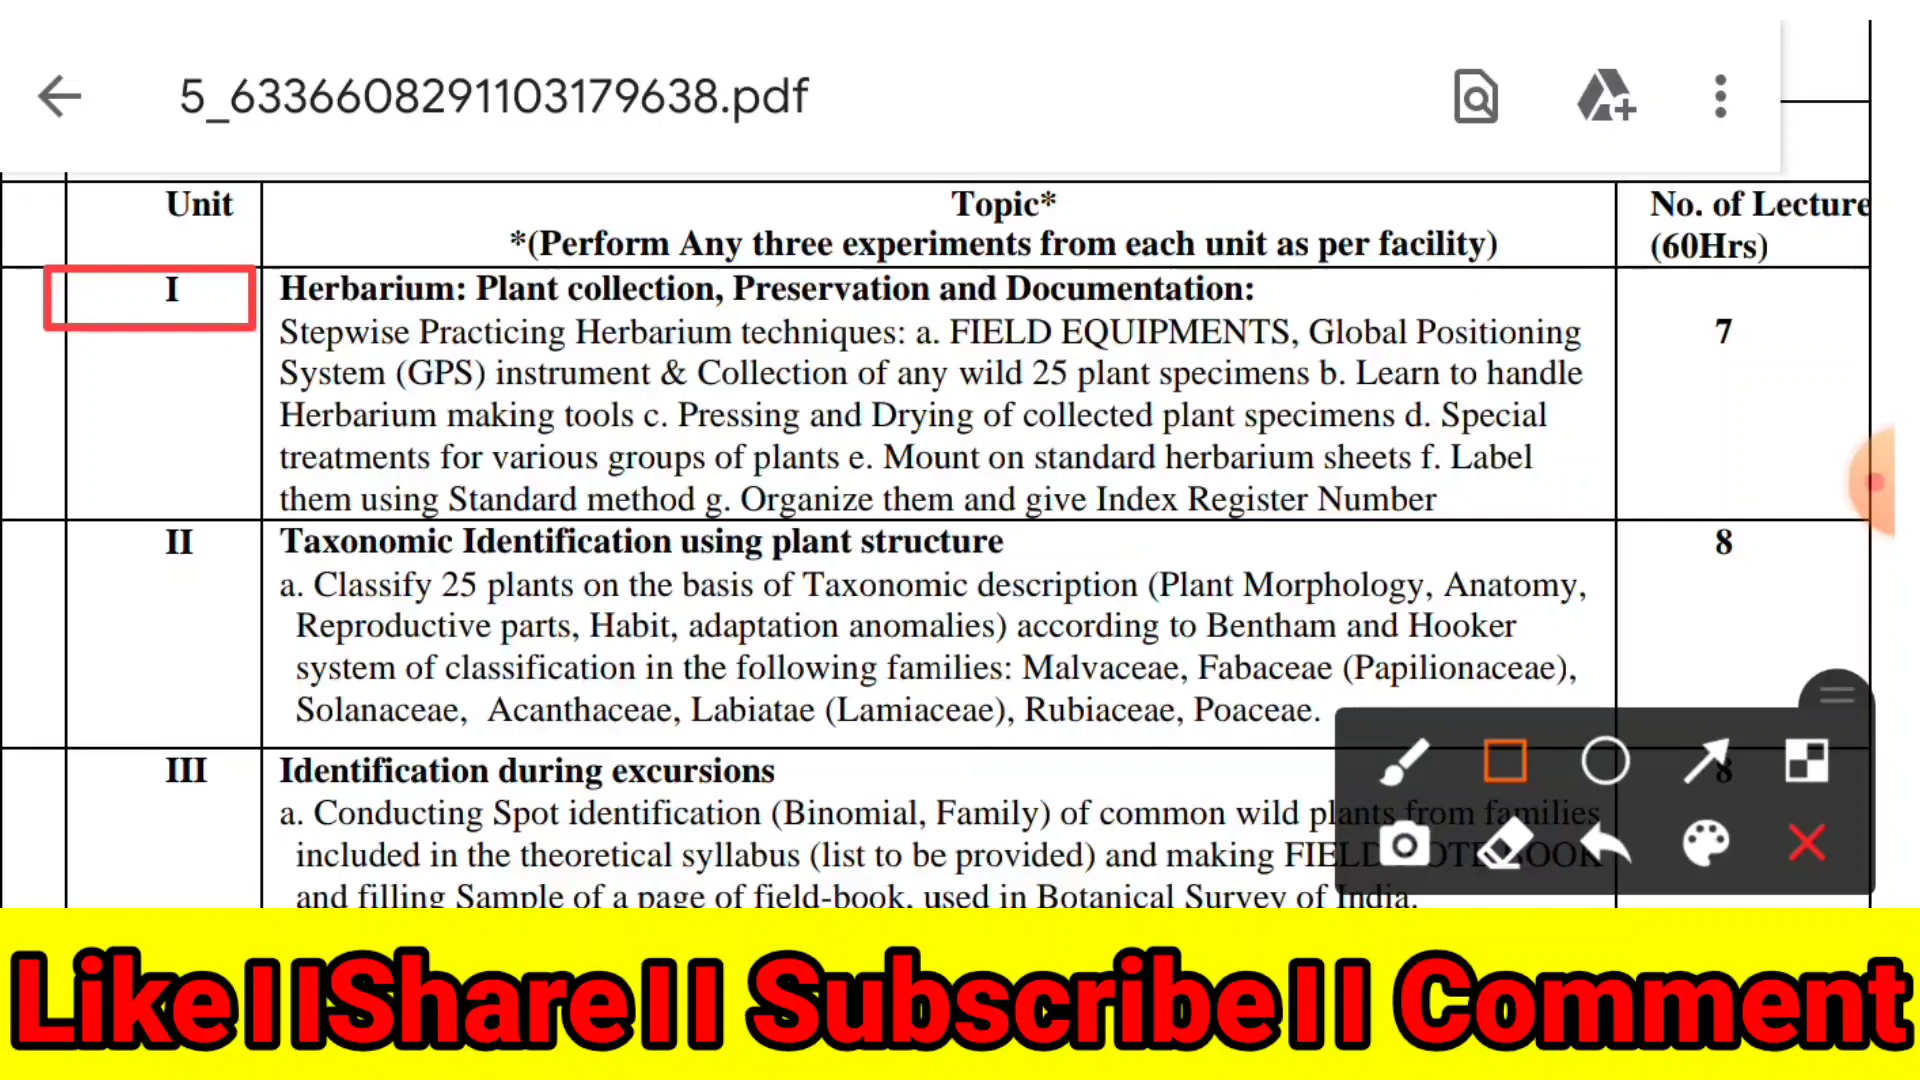 5_6336608291103179638.pdf
Unit
Topic*
*(Perform Any three experiments from each unit as per facility)
No. of Lecture
(60Hrs)
I
Herbarium: Plant collection, Preservation and Documentation:
Stepwise Practicing Herbarium techniques: a. FIELD EQUIPMENTS, Global Positioning
System (GPS) instrument & Collection of any wild 25 plant specimens b. Learn to handle
Herbarium making tools c. Pressing and Drying of collected plant specimens d. Special
treatments for various groups of plants e. Mount on standard herbarium sheets f. Label
them using Standard method g. Organize them and give Index Register Number
7
II
Taxonomic Identification using plant structure
a. Classify 25 plants on the basis of Taxonomic description (Plant Morphology, Anatomy,
Reproductive parts, Habit, adaptation anomalies) according to Bentham and Hooker
system of classification in the following families: Malvaceae, Fabaceae (Papilionaceae),
Solanaceae, Acanthaceae, Labiatae (Lamiaceae), Rubiaceae, Poaceae.
8
III
Identification during excursions
a. Conducting Spot identification (Binomial, Family) of common wild plants from families
included in the theoretical syllabus (list to be provided) and making FIELD
and filling Sample of a page of field-book, used in Botanical Survey of India.
8
Like||Share|| Subscribe|| Comment